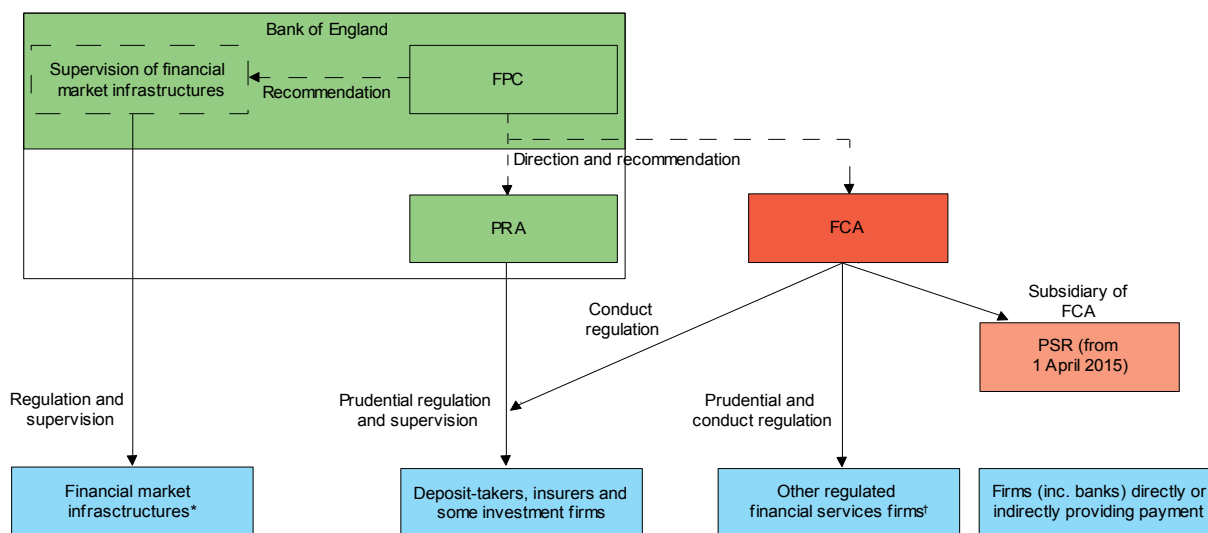 Bank of England
Supervision of financial
market infrastructures
Recommendation
FPC
Direction and recommendation
PRA
FCA
Conduct
regulation
Subsidiary of
FCA
PSR (from
1 April 2015)
Regulation and
supervision
Prudential regulation
and supervision
Prudential and
conduct regulation
Financial market
infrasctructures*
Deposit-takers, insurers and
some investment firms
Other regulated
financial services firms†
Firms (inc. banks) directly or
indirectly providing payment